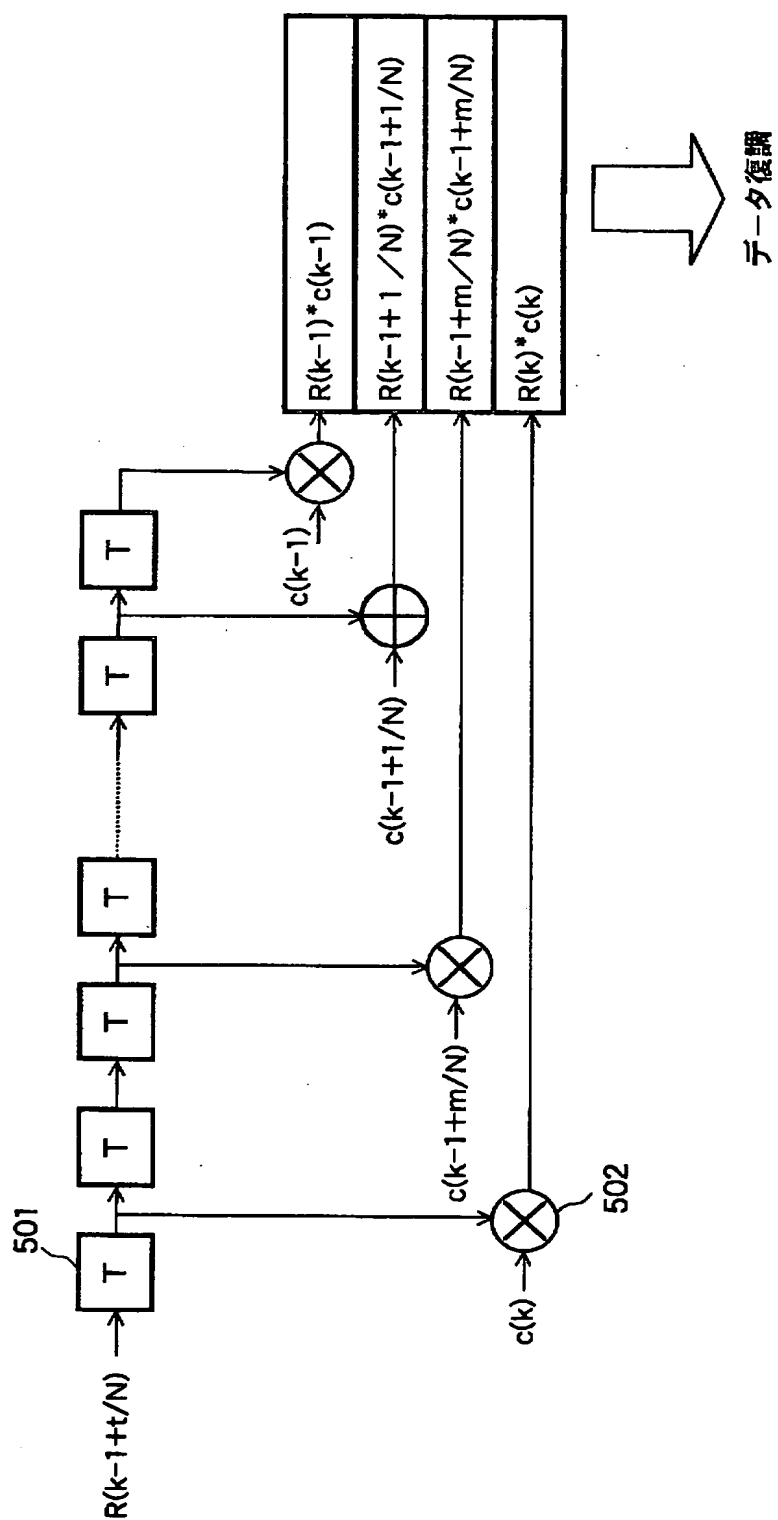 R(k-1+t/N)
501
T
T
T
T
T
T
c(k)
502
c(k-1+m/N)
c(k-1+1/N)
c(k-1)
R(k-1)*c(k-1)
R(k-1+1/N)*c(k-1+1/N)
R(k-1+m/N)*c(k-1+m/N)
R(k)*c(k)
データ復調